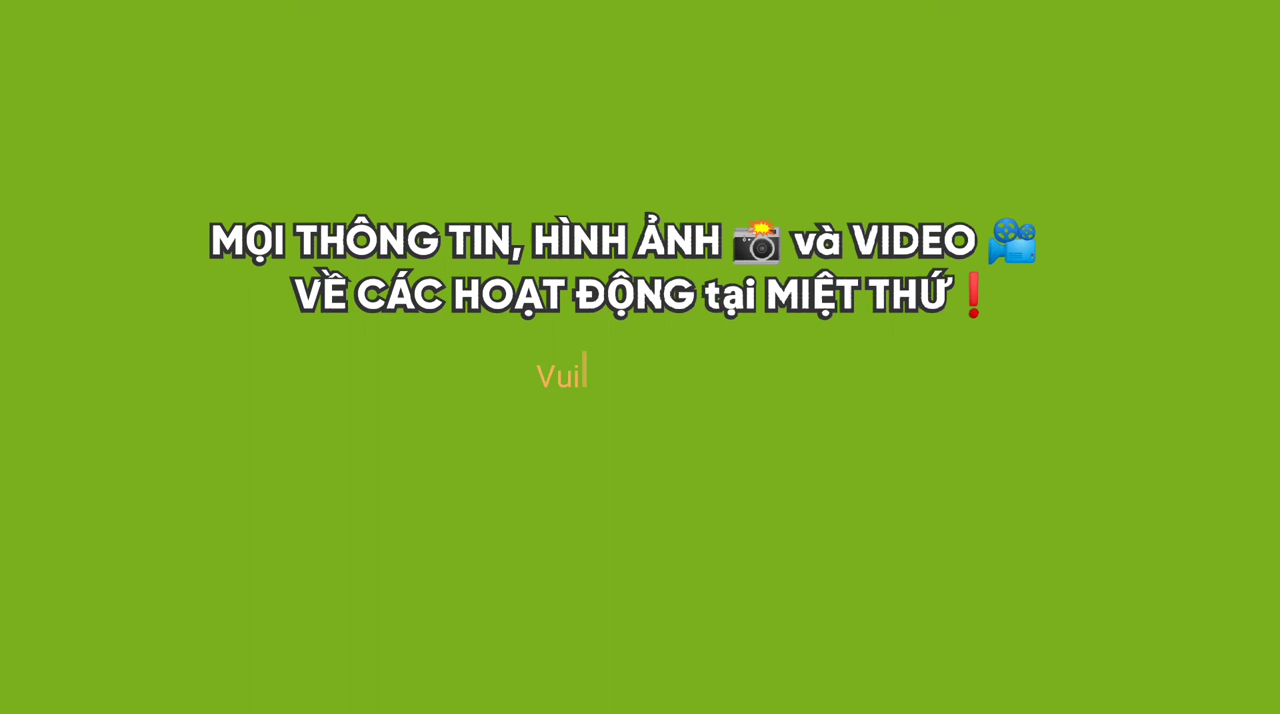 MỌI THÔNG TIN, HÌNH ẢNH 📸 và VIDEO 🎥
VỀ CÁC HOẠT ĐỘNG tại MIỆT THỨ❗
Vui